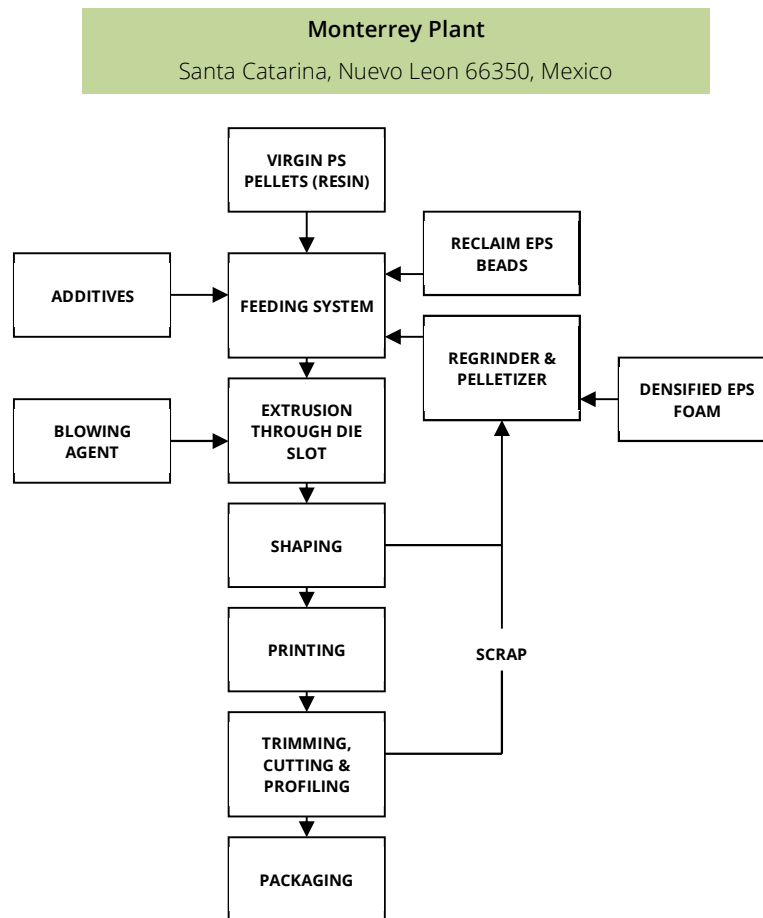 Monterrey Plant
Santa Catarina, Nuevo Leon 66350, Mexico
VIRGIN PS
PELLETS (RESIN)
RECLAIM EPS
BEADS
ADDITIVES
FEEDING SYSTEM
REGRINDER &
PELLETIZER
DENSIFIED EPS
FOAM
BLOWING
AGENT
EXTRUSION
THROUGH DIE
SLOT
SHAPING
PRINTING
SCRAP
TRIMMING,
CUTTING &
PROFILING
PACKAGING